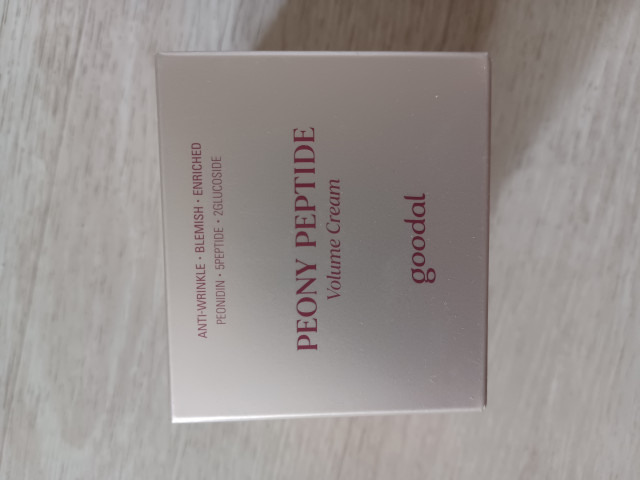 ANTI-WRINKLE • BLEMISH • ENRICHED
PEONIDIN • 5PEPTIDE • 2GLUCOSIDE
PEONY PEPTIDE
Volume Cream
goodal